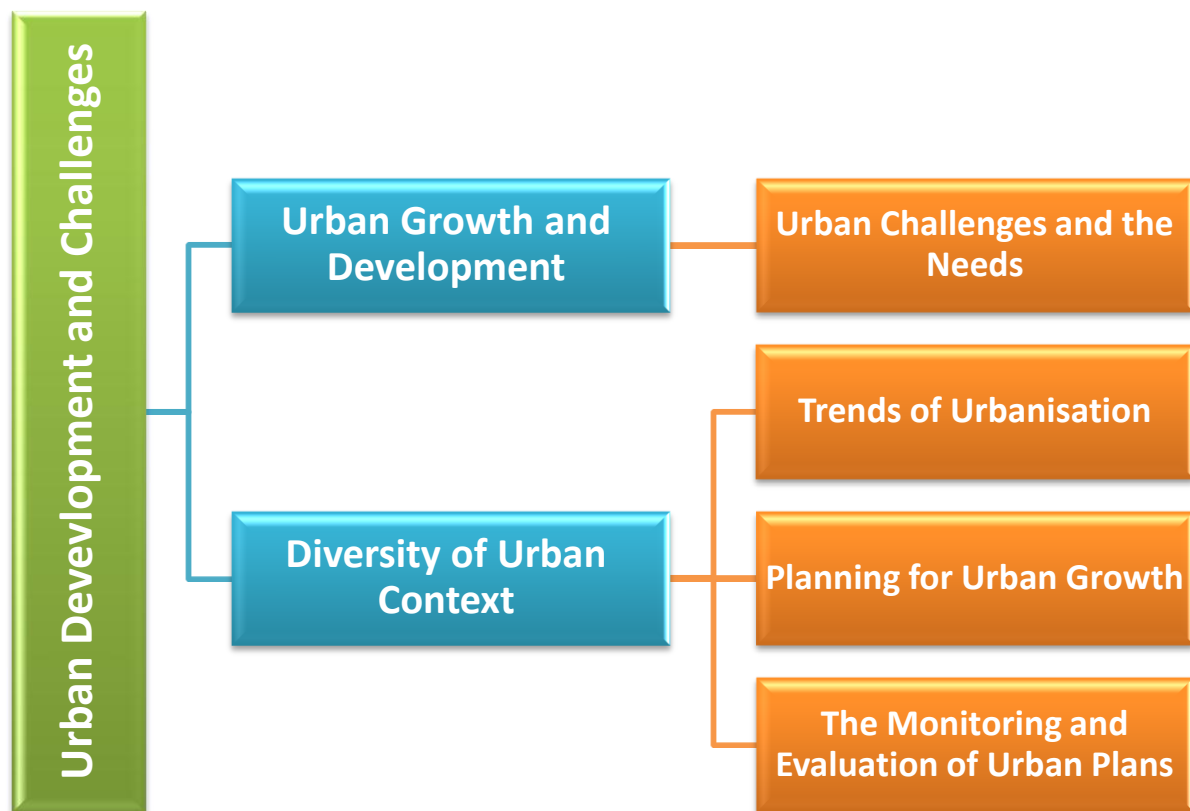 Urban Devevlopment and Challenges
Urban Growth and
Development
Urban Challenges and the
Needs
Diversity of Urban
Context
Trends of Urbanisation
Planning for Urban Growth
The Monitoring and
Evaluation of Urban Plans